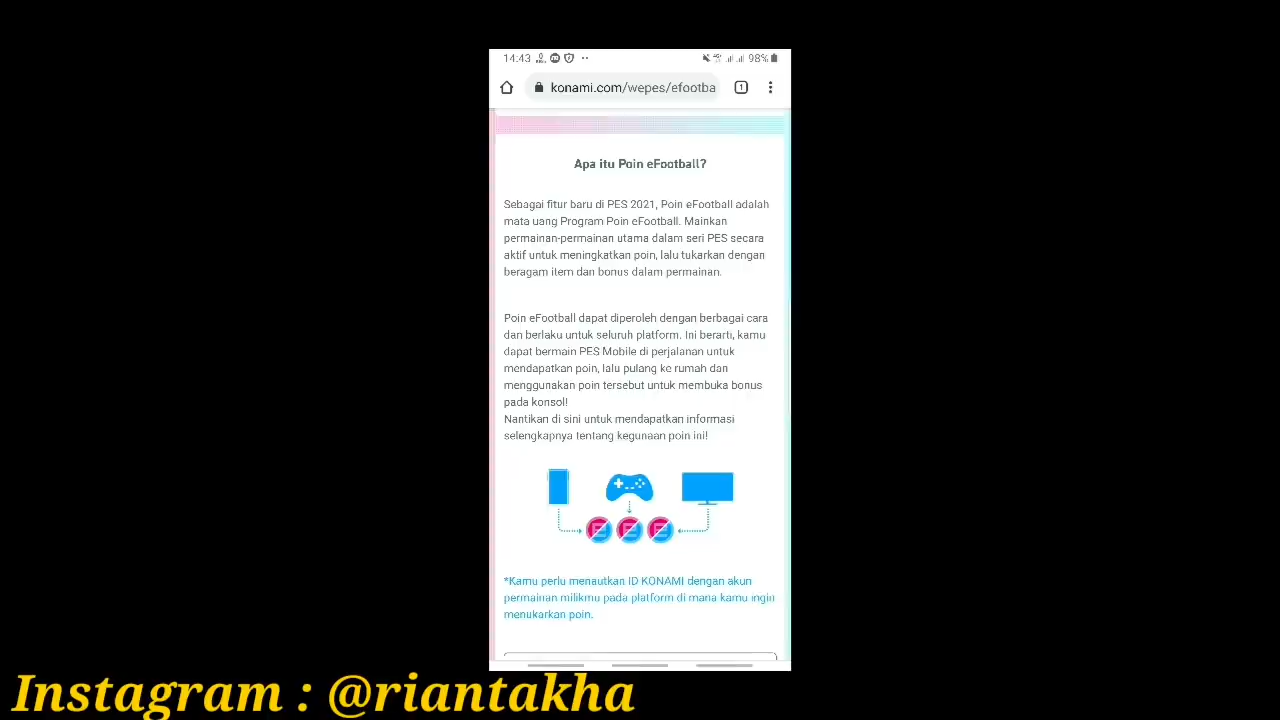 14:43
98%
konami.com/wepes/efootba
1
Apa itu Poin eFootball?
Sebagai fitur baru di PES 2021, Poin eFootball adalah
mata uang Program Poin eFootball. Mainkan
permainan-permainan utama dalam seri PES secara
aktif untuk meningkatkan poin, lalu tukarkan dengan
beragam item dan bonus dalam permainan.
Poin eFootball dapat diperoleh dengan berbagai cara
dan berlaku untuk seluruh platform. Ini berarti, kamu
dapat bermain PES Mobile di perjalanan untuk
mendapatkan poin, lalu pulang ke rumah dan
menggunakan poin tersebut untuk membuka bonus
pada konsol!
Nantikan di sini untuk mendapatkan informasi
selengkapnya tentang kegunaan poin ini!
*Kamu perlu menautkan ID KONAMI dengan akun
permainan milikmu pada platform di mana kamu ingin
menukarkan poin.
Instagram : @riantakha